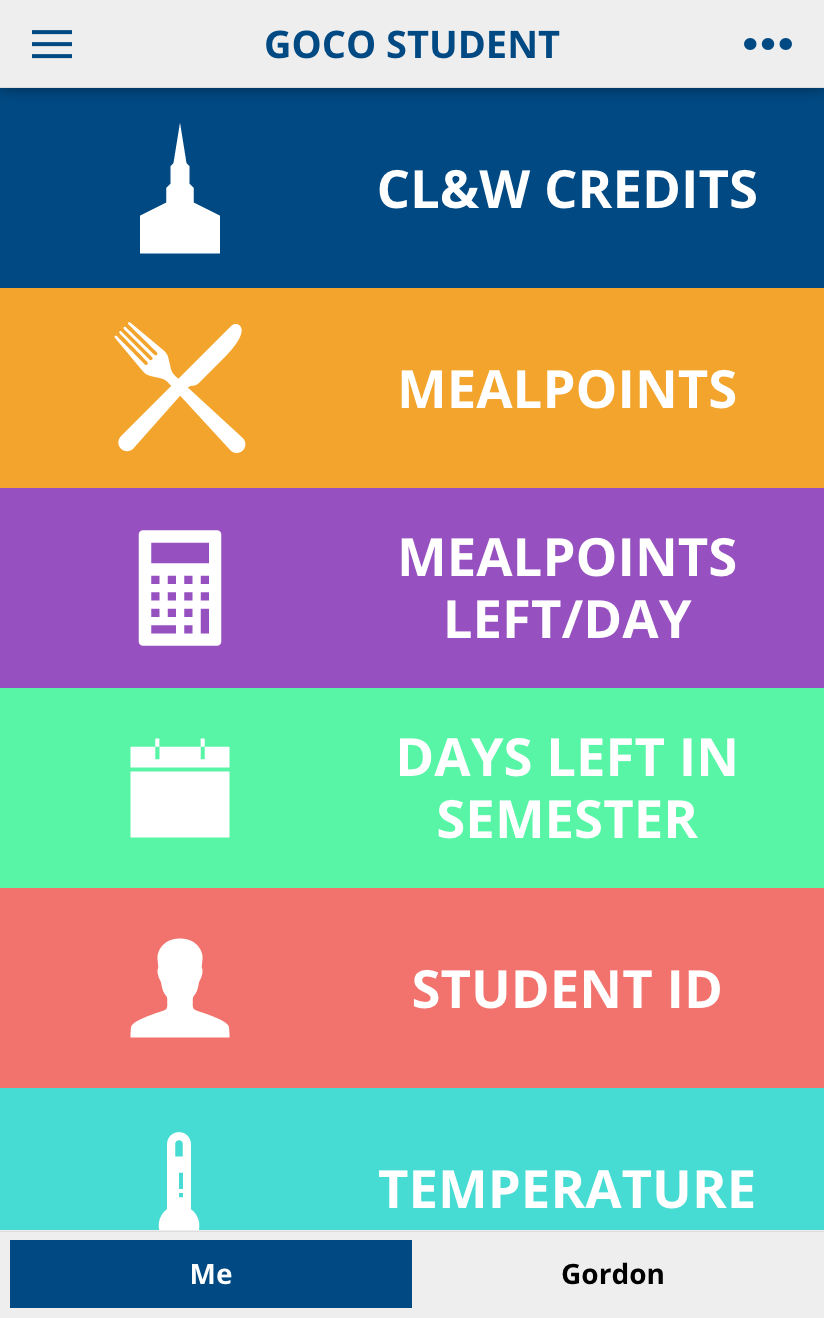 GOCO STUDENT
CL&W CREDITS
MEALPOINTS
MEALPOINTS
LEFT/DAY
DAYS LEFT IN
SEMESTER
STUDENT ID
TEMPERATURE
Me
Gordon